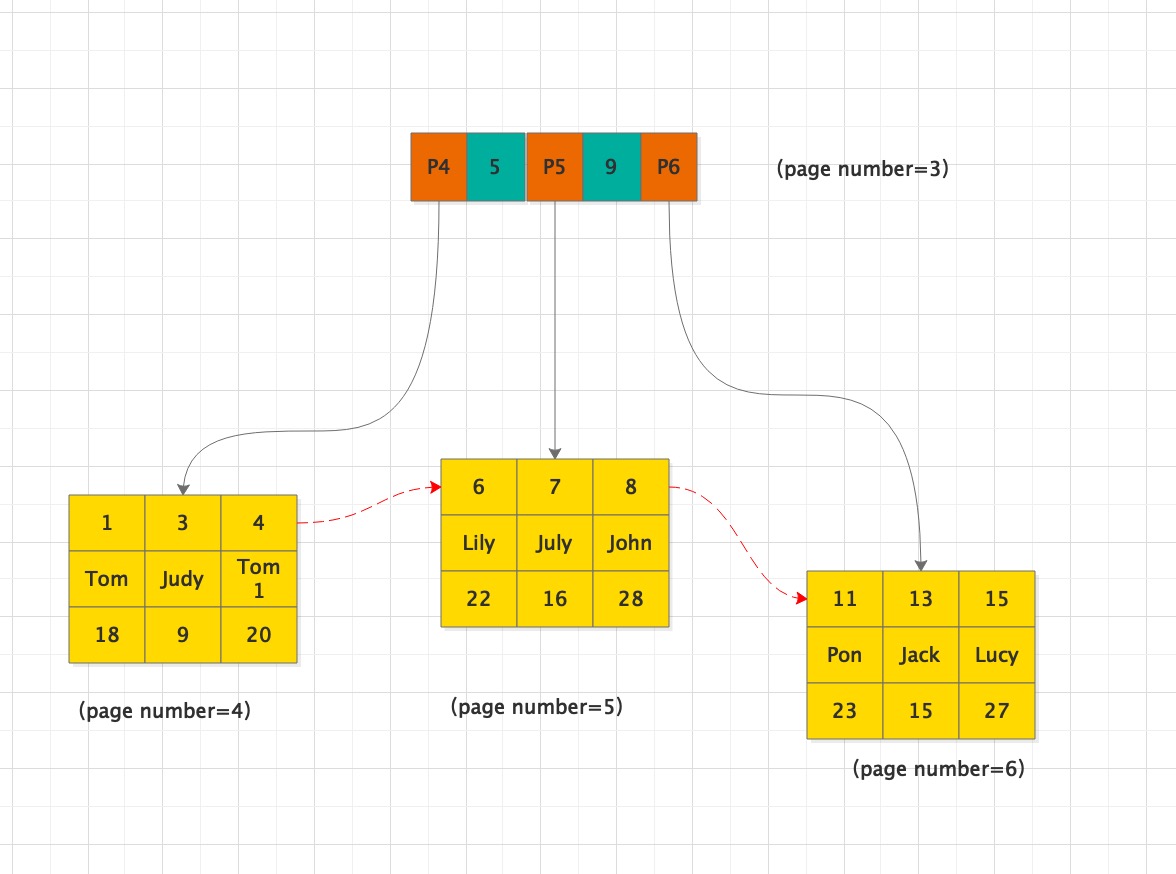 P4 5 P5 9 P6
(page number=3)
1 3 4
Tom Judy Tom
1
18 9 20
(page number=4)
6 7 8
Lily July John
22 16 28
(page number=5)
11 13 15
Pon Jack Lucy
23 15 27
(page number=6)